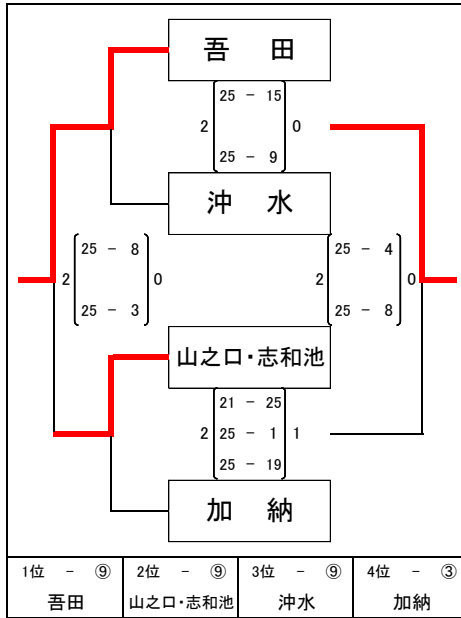 吾 田
25 - 15
2 0
25 - 9
沖 水
25 - 8
2 0
25 - 3
25 - 4
2 0
25 - 8
山之口・志和池
21 - 25
2 25 - 1 1
25 - 19
加 納
1位 - ⑨ 2位 - ⑨ 3位 - ⑨ 4位 - ③
吾田 山之口・志和池 沖水 加納